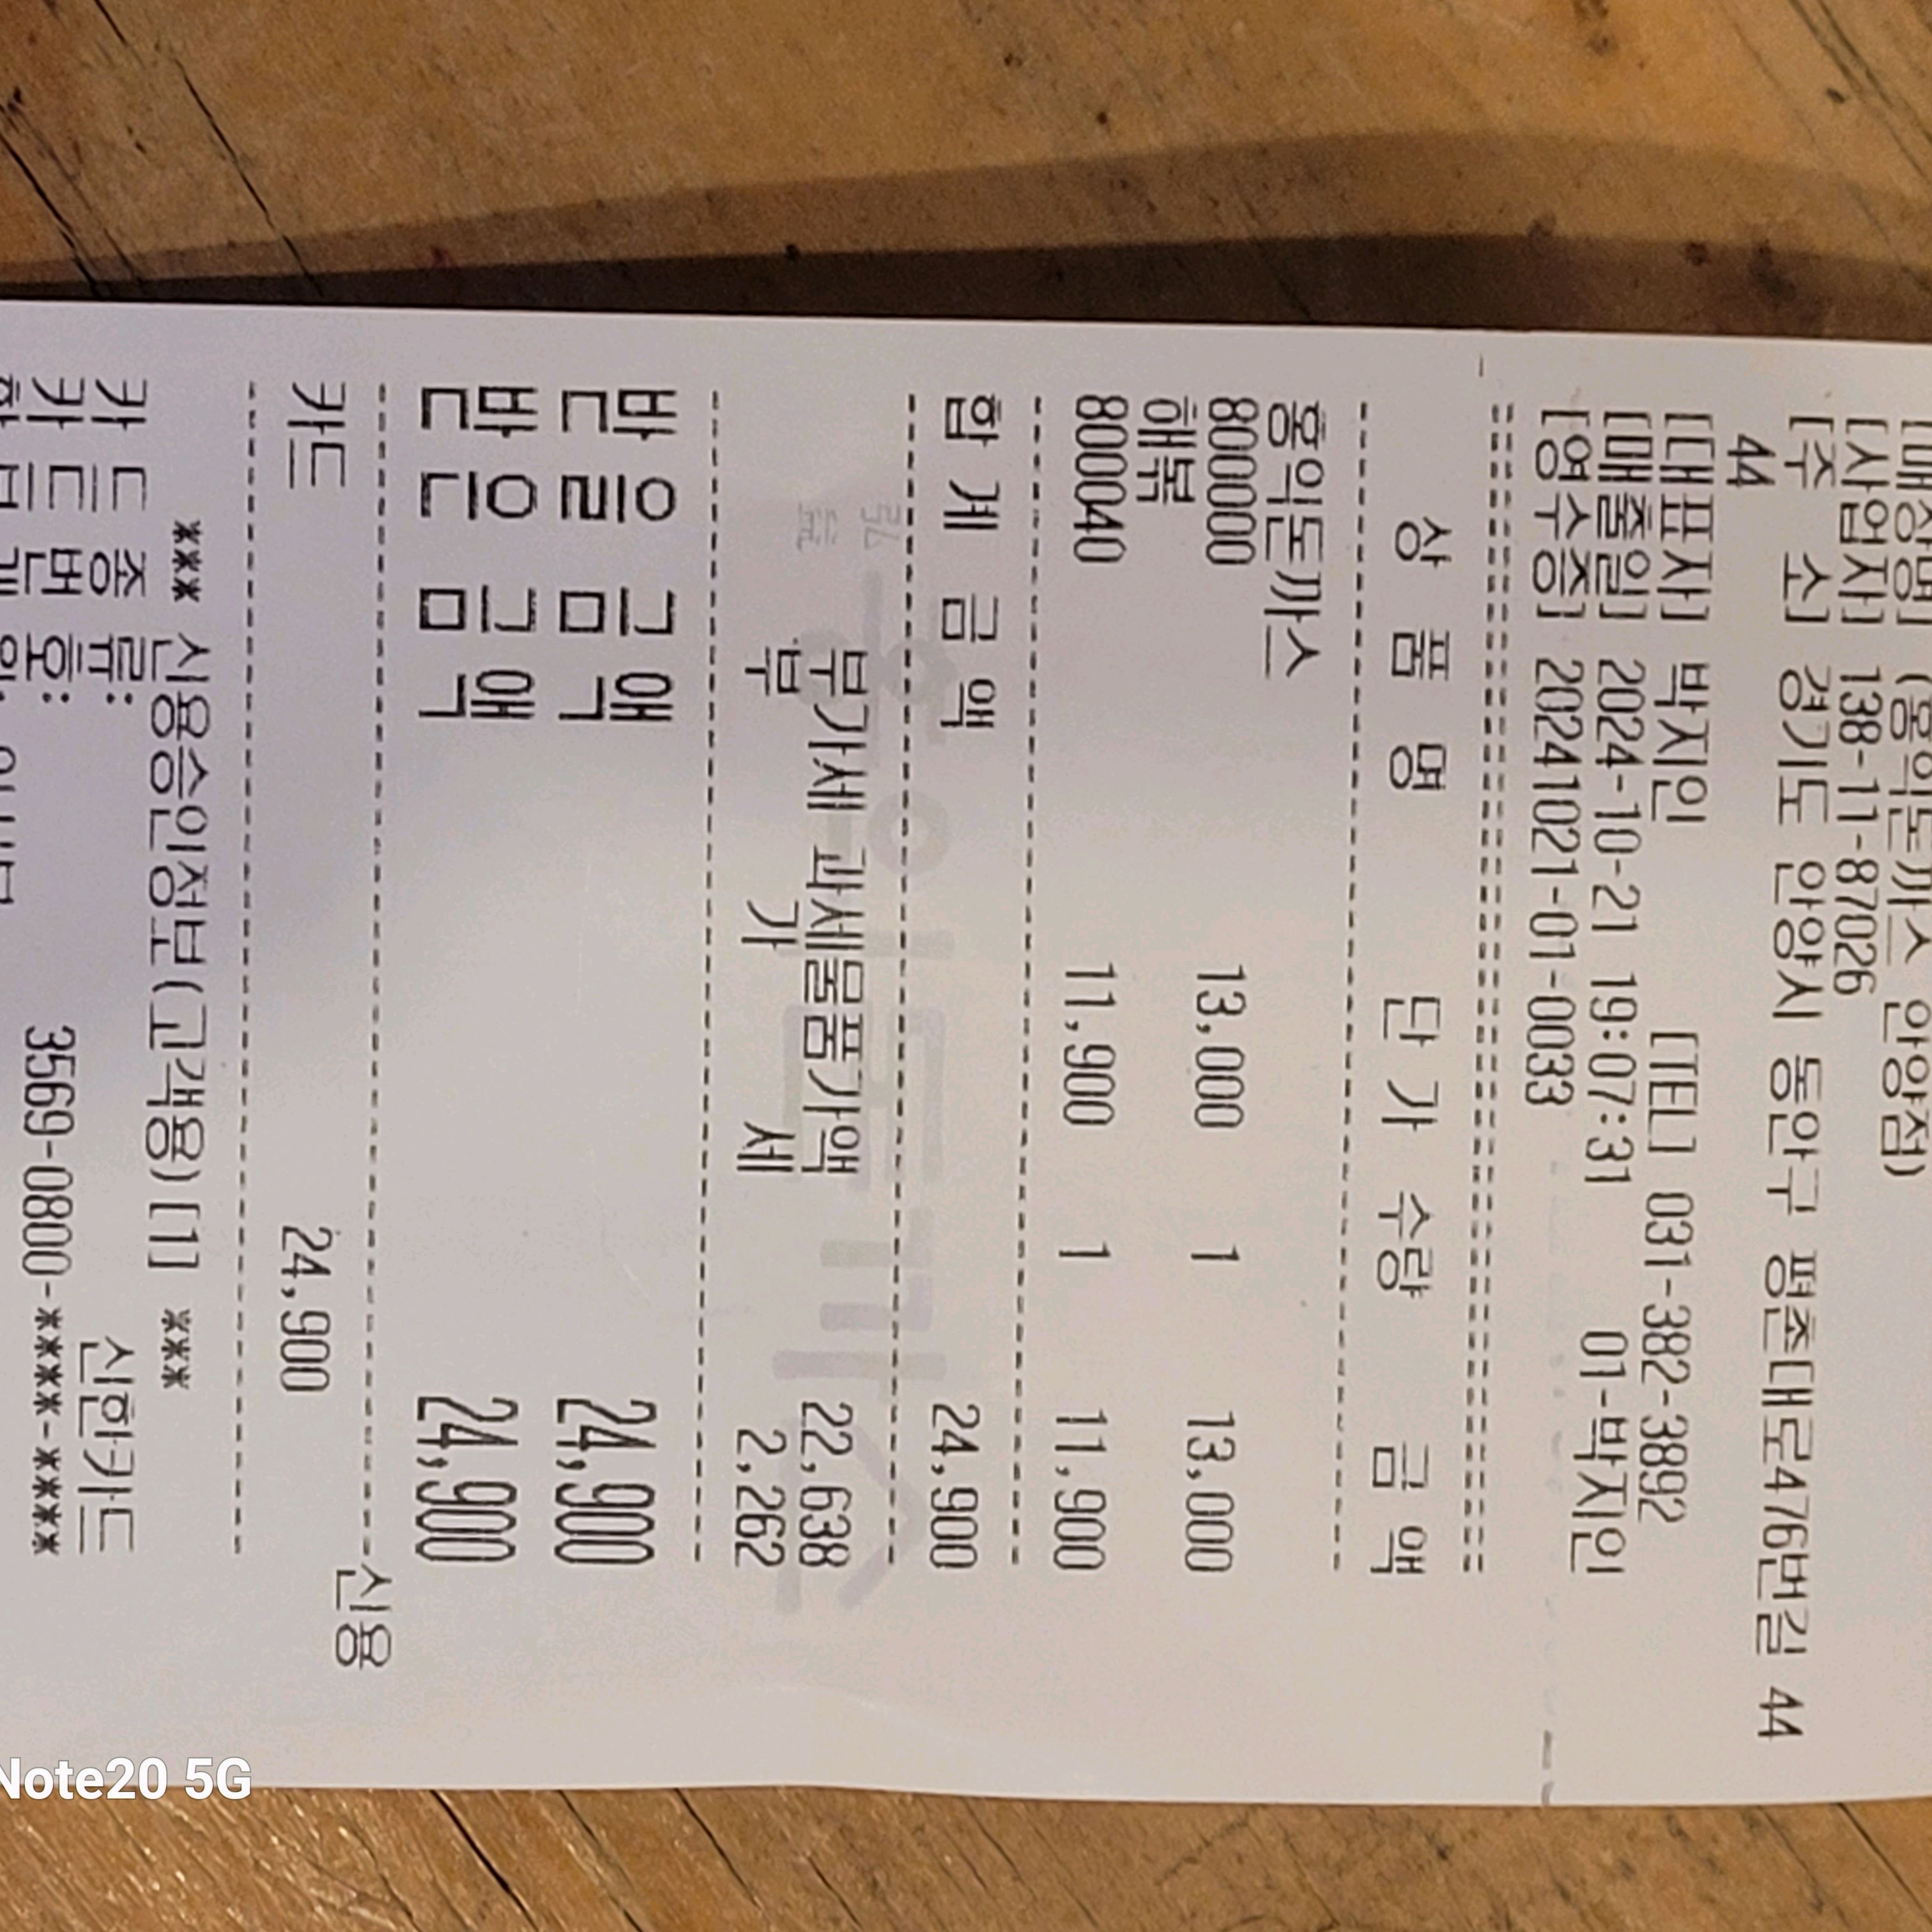 [매장명] (홍익돈까스 안양점)
[사업자] 138-11-87026
[주 소] 경기도 안양시 동안구 평촌대로476번길 44
44
[대표자] 박지인 [TEL] 031-382-3892
[매출일] 2024-10-21 19:07:31 01-박지인
[영수증] 20241021-01-0033
상 품 명 단 가 수량 금 액
홍익돈까스
800000 13,000 1 13,000
해볶
800040 11,900 1 11,900
합 계 금 액 24,900
부가세 과세물품가액 22,638
부 가 세 2,262
받을금액 24,900
받은금액 24,900
신용
카드 24,900
*** 신용승인정보(고객용) [1] ***
카 드 종 류: 신한카드
카 드 번 호: 3569-0800-****-****
Note20 5G